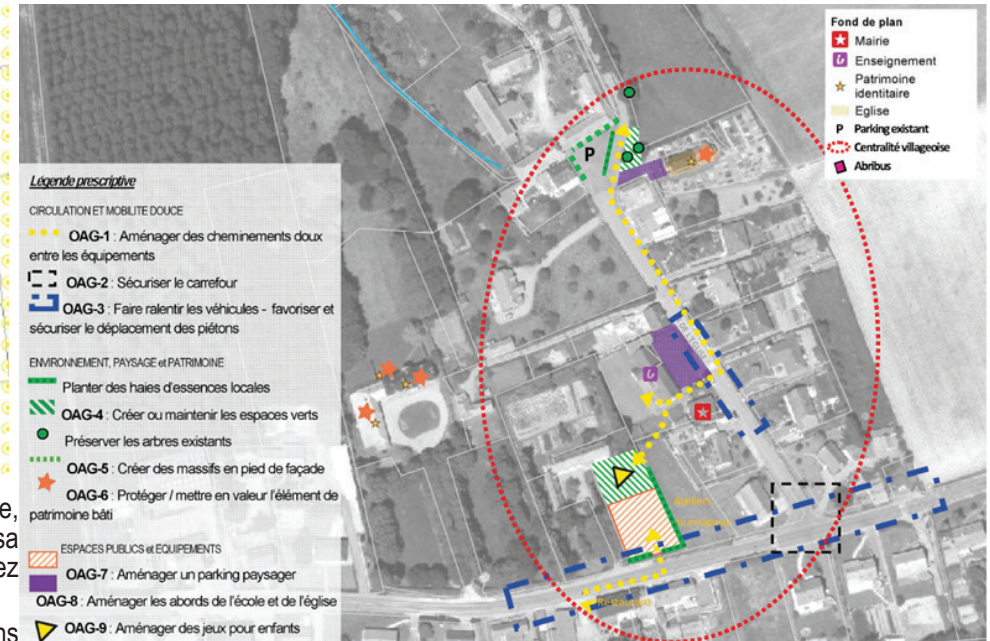 Fond de plan
Mairie
Enseignement
Patrimoine
identitaire
Eglise
P Parking existant
Centralité villageoise
Abribus
P
Légende prescriptive
CIRCULATION ET MOBILITE DOUCE
OAG-1 : Aménager des cheminements doux
entre les équipements
OAG-2 : Sécuriser le carrefour
OAG-3 : Faire ralentir les véhicules - favoriser et
sécuriser le déplacement des piétons
ENVIRONNEMENT, PAYSAGE et PATRIMOINE
Planter des haies d'essences locales
OAG-4 : Créer ou maintenir les espaces verts
Préserver les arbres existants
OAG-5 : Créer des massifs en pied de façade
OAG-6 : Protéger / mettre en valeur l'élément de
patrimoine bâti
ESPACES PUBLICS et EQUIPEMENTS
OAG-7 : Aménager un parking paysager
OAG-8 : Aménager les abords de l'école et de l'église
OAG-9 : Aménager des jeux pour enfants
e,
sa
ez
ns
Ateliers
municipaux
Restaurant